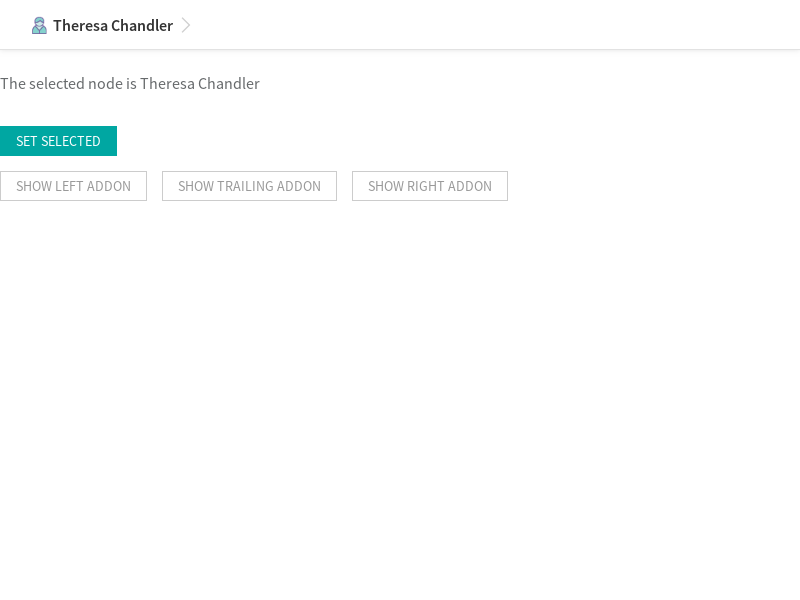 Theresa Chandler
The selected node is Theresa Chandler
SET SELECTED
SHOW LEFT ADDON SHOW TRAILING ADDON SHOW RIGHT ADDON